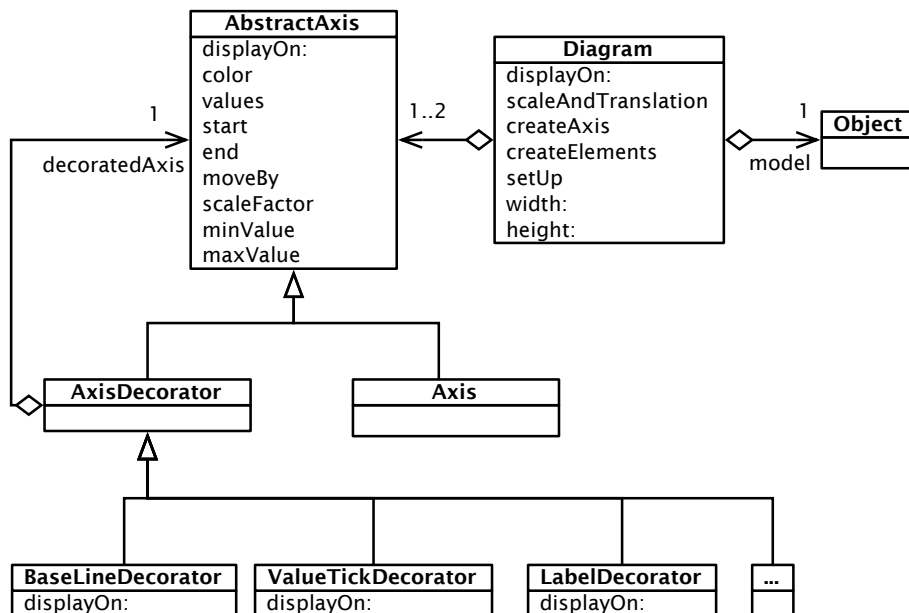 AbstractAxis
displayOn:
color
values
start
end
moveBy
scaleFactor
minValue
maxValue
Diagram
displayOn:
scaleAndTranslation
createAxis
createElements
setUp
width:
height:
Object
1
decoratedAxis
1..2
1
model
AxisDecorator
Axis
BaseLineDecorator
displayOn:
ValueTickDecorator
displayOn:
LabelDecorator
displayOn:
...